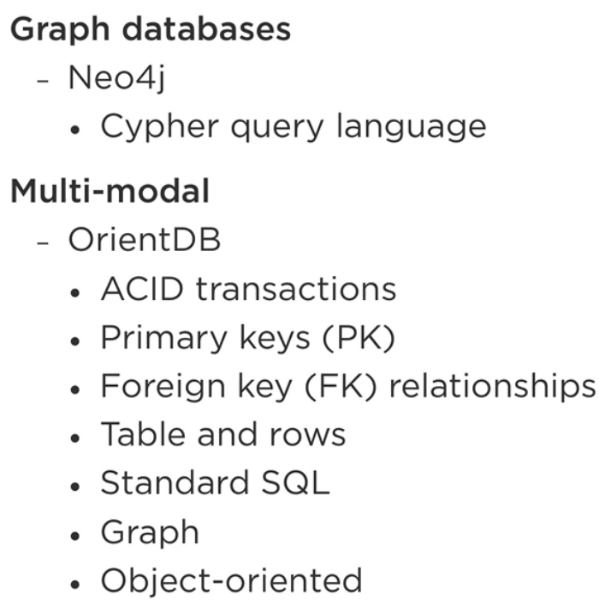 Graph databases
– Neo4j
• Cypher query language
Multi-modal
– OrientDB
• ACID transactions
• Primary keys (PK)
• Foreign key (FK) relationships
• Table and rows
• Standard SQL
• Graph
• Object-oriented